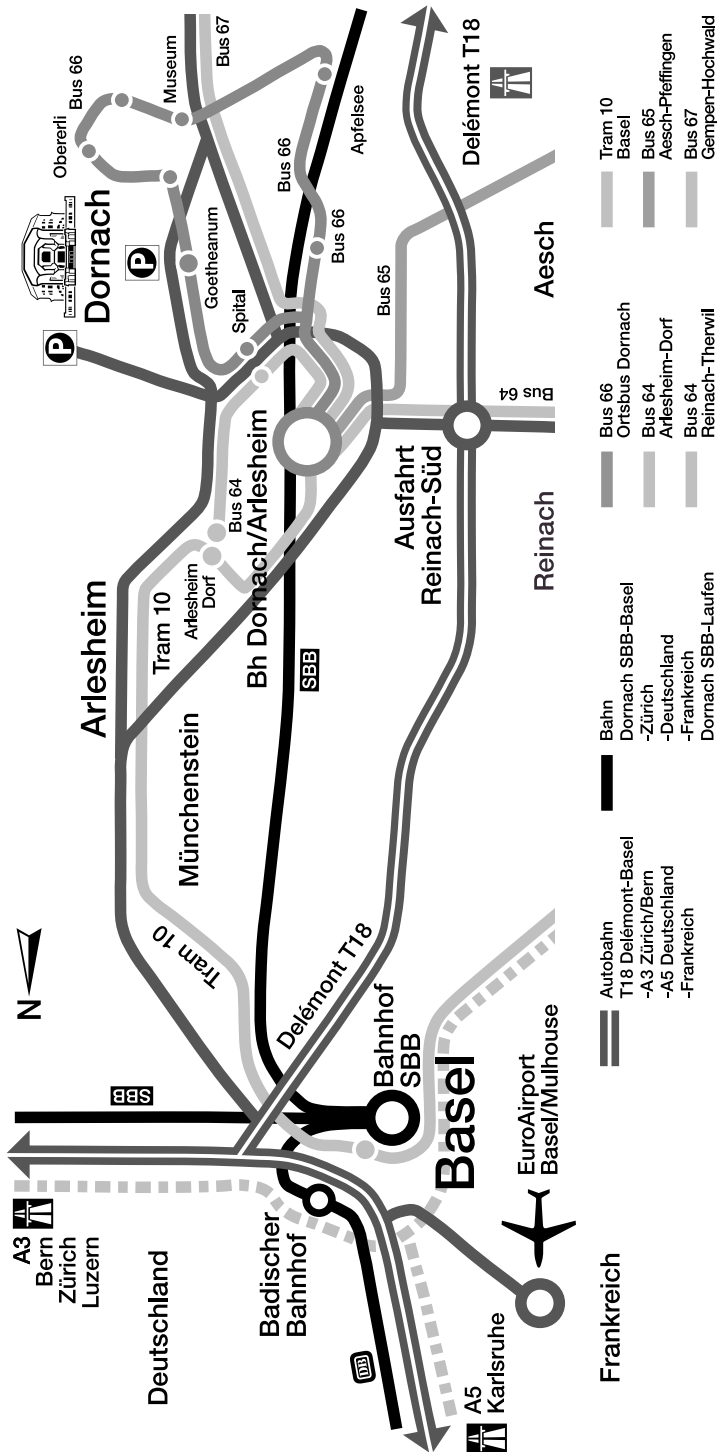 A3
Bern
Zürich
Luzern
Deutschland
Badischer
Bahnhof
DB
A5
Karlsruhe
Frankreich
EuroAirport
Basel/Mulhouse
Basel
Bahnhof
SBB
SBB
N
Tram 10
Delémont T18
Münchenstein
Arlesheim
Tram 10
Arlesheim
Dorf
Bus 64
SBB
Bh Dornach/Arlesheim
Ausfahrt
Reinach-Süd
Reinach
Bus 64
Aesch
Bus 65
P
Dornach
P
Spital
Goetheanum
Obererli
Bus 66
Museum
Bus 67
Bus 66
Bus 66
Apfelsee
Delémont T18
Autobahn
T18 Delémont-Basel
-A3 Zürich/Bern
-A5 Deutschland
-Frankreich
Bahn
Dornach SBB-Basel
-Zürich
-Deutschland
-Frankreich
Dornach SBB-Laufen
Bus 66
Ortsbus Dornach
Bus 64
Arlesheim-Dorf
Bus 64
Reinach-Therwil
Tram 10
Basel
Bus 65
Aesch-Pfeffingen
Bus 67
Gempen-Hochwald